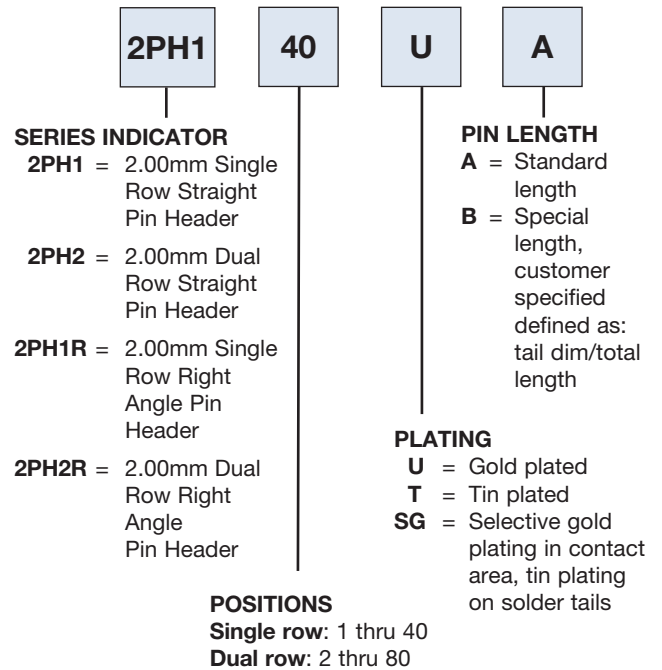 2PH1 40 U A
SERIES INDICATOR
2PH1 = 2.00mm Single
Row Straight
Pin Header
2PH2 = 2.00mm Dual
Row Straight
Pin Header
2PH1R = 2.00mm Single
Row Right
Angle Pin
Header
2PH2R = 2.00mm Dual
Row Right
Angle
Pin Header
POSITIONS
Single row: 1 thru 40
Dual row: 2 thru 80
PLATING
U = Gold plated
T = Tin plated
SG = Selective gold
plating in contact
area, tin plating
on solder tails
PIN LENGTH
A = Standard
length
B = Special
length,
customer
specified
defined as:
tail dim/total
length